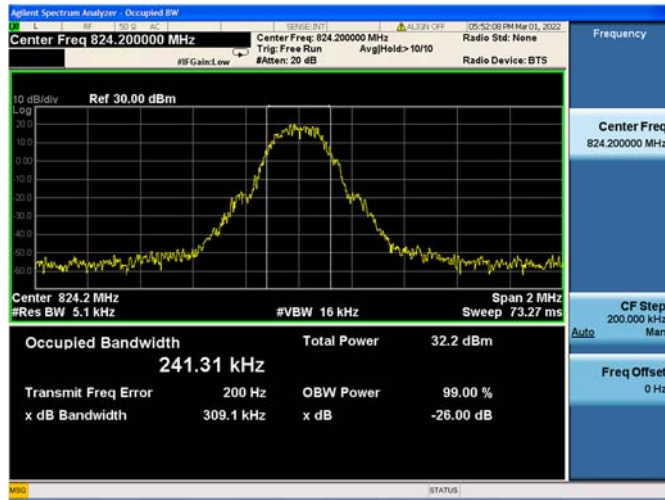 Agilent Spectrum Analyzer - Occupied BW
L RF 50 Ω AC SENSE:INT ALIGN OFF 05:52:08 PM Mar 01, 2022
Center Freq 824.200000 MHz
Center Freq: 824.200000 MHz
Radio Std: None
Trig: Free Run Avg|Hold:> 10/10
#IFGain:Low #Atten: 20 dB Radio Device: BTS
Frequency
10 dB/div Ref 30.00 dBm
Log
20.0
10.0
0.00
-10.0
-20.0
-30.0
-40.0
-50.0
-60.0
Center Freq
824.200000 MHz
Center 824.2 MHz Span 2 MHz
#Res BW 5.1 kHz #VBW 16 kHz Sweep 73.27 ms
CF Step
200.000 kHz
Auto Man
Occupied Bandwidth Total Power 32.2 dBm
241.31 kHz
Transmit Freq Error 200 Hz OBW Power 99.00 %
x dB Bandwidth 309.1 kHz x dB -26.00 dB
Freq Offset
0 Hz
MSG STATUS